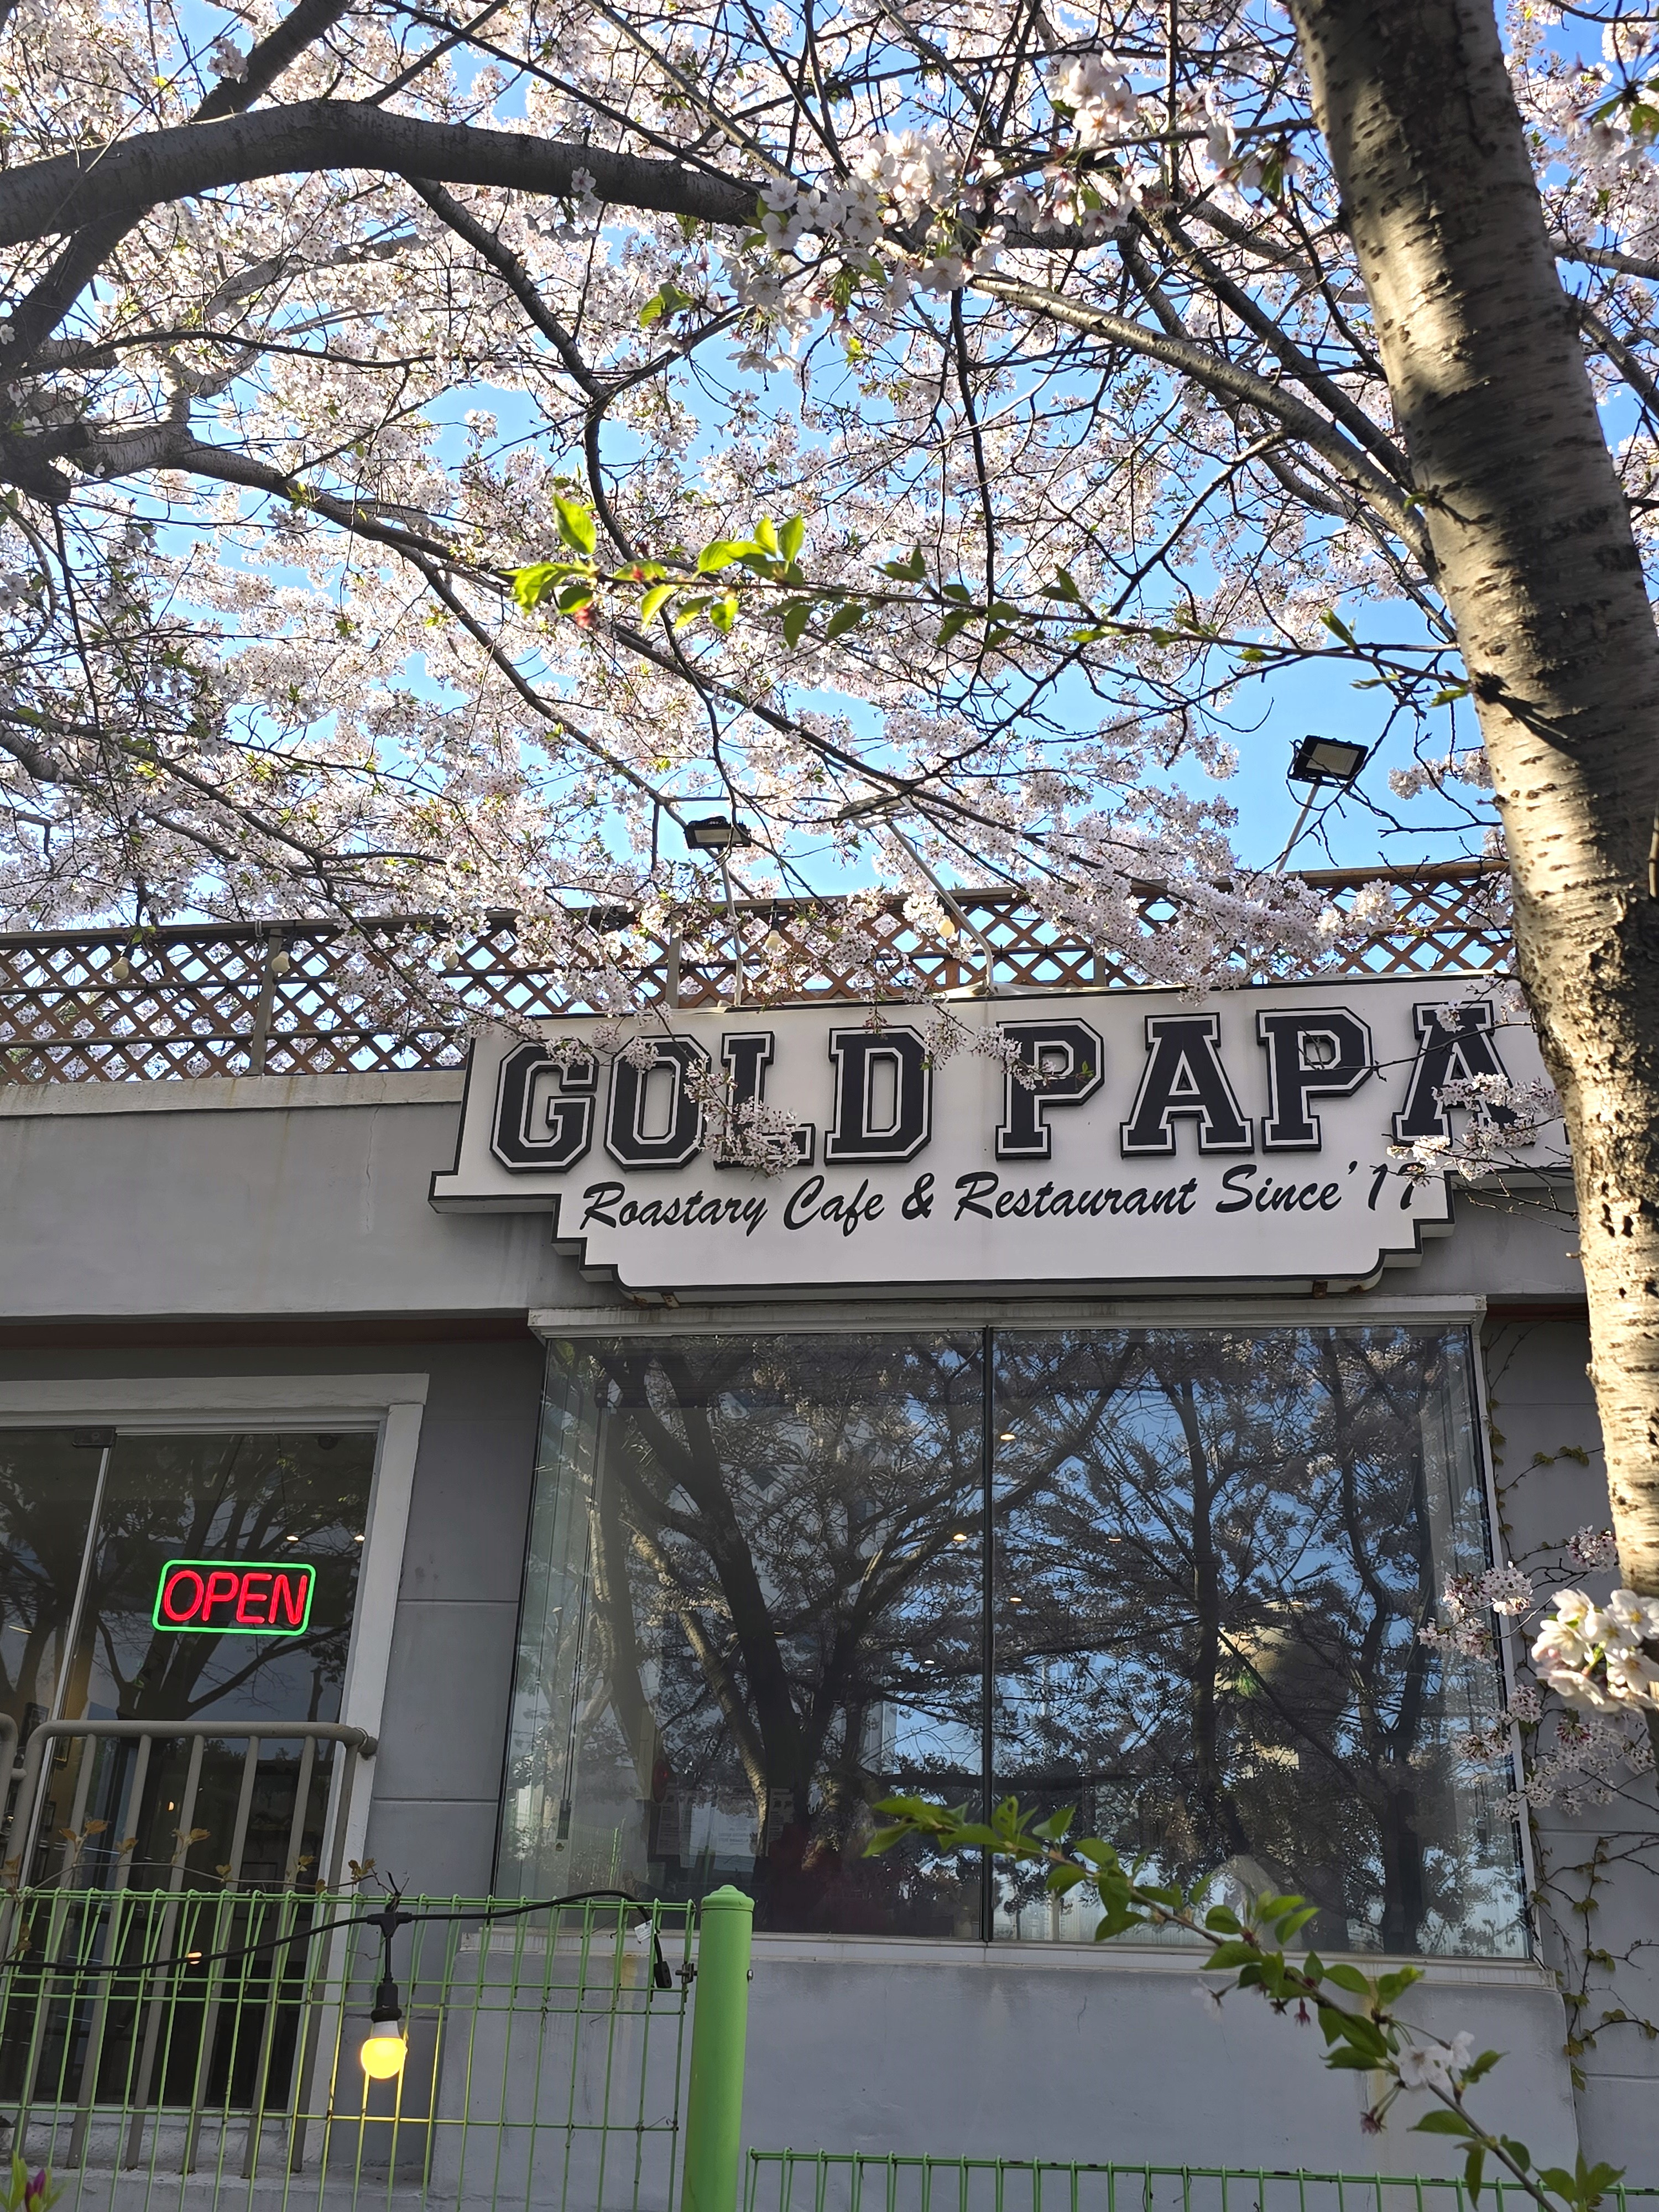 GOLD PAPA
Roastary Cafe & Restaurant Since '17
OPEN